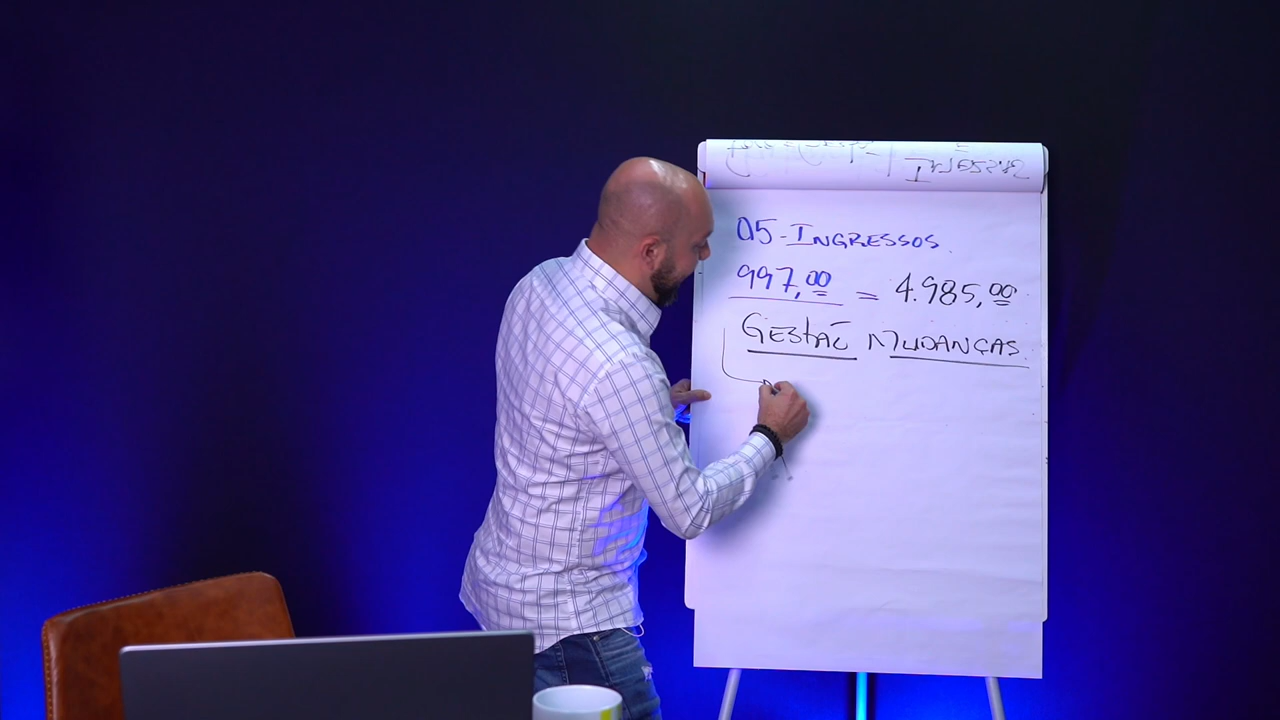 05-INGRESSOS.
997,00 = 4.985,00
GESTÃO MUDANÇAS.